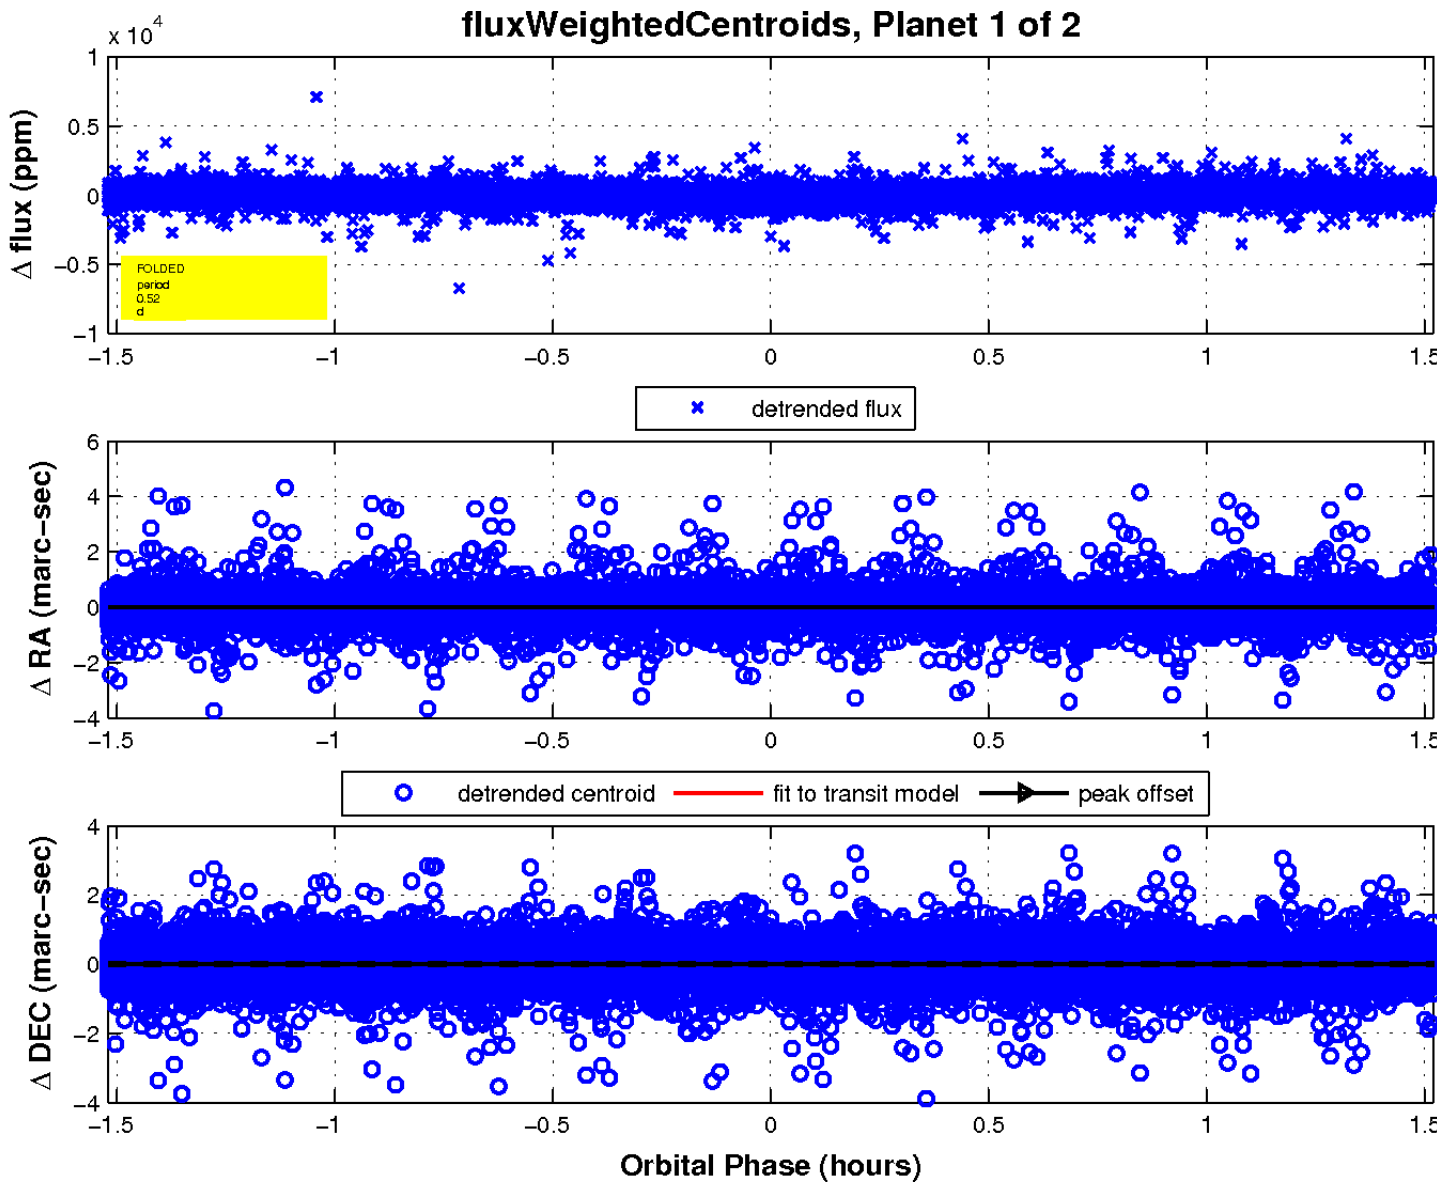 fluxWeightedCentroids, Planet 1 of 2
x 10⁴
1
0.5
0
−0.5
−1
Δ flux (ppm)
FOLDED
period
0.52
d
−1.5 −1 −0.5 0 0.5 1 1.5
detrended flux
6
4
2
0
−2
−4
Δ RA (marc−sec)
−1.5 −1 −0.5 0 0.5 1 1.5
detrended centroid fit to transit model peak offset
4
2
0
−2
−4
Δ DEC (marc−sec)
−1.5 −1 −0.5 0 0.5 1 1.5
Orbital Phase (hours)